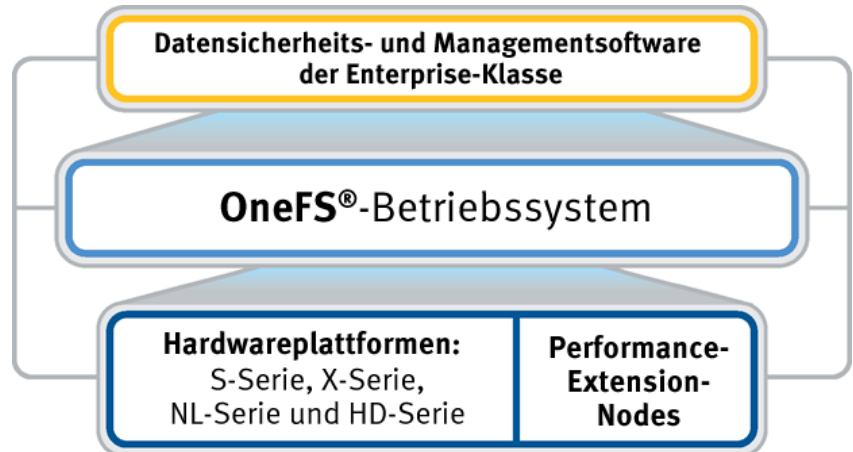 Datensicherheits- und Managementsoftware
der Enterprise-Klasse
OneFS®-Betriebssystem
Hardwareplattformen:
S-Serie, X-Serie,
NL-Serie und HD-Serie
Performance-
Extension-
Nodes